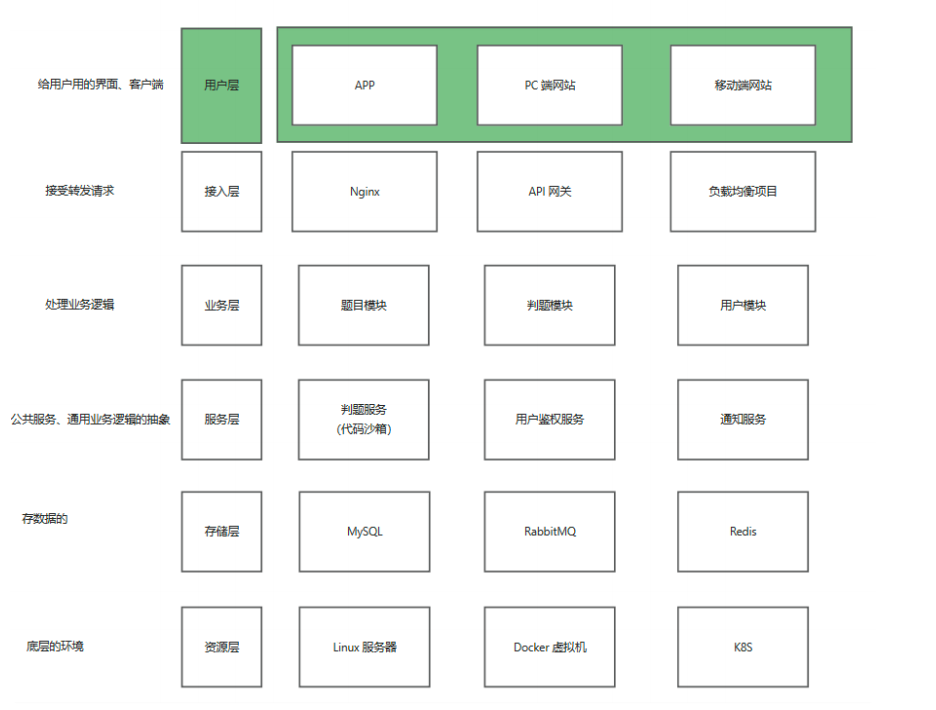 给用户用的界面、客户端
用户层
APP
PC 端网站
移动端网站
接受转发请求
接入层
Nginx
API 网关
负载均衡项目
处理业务逻辑
业务层
题目模块
判题模块
用户模块
公共服务、通用业务逻辑的抽象
服务层
判题服务
(代码沙箱)
用户鉴权服务
通知服务
存数据的
存储层
MySQL
RabbitMQ
Redis
底层的环境
资源层
Linux 服务器
Docker 虚拟机
K8S